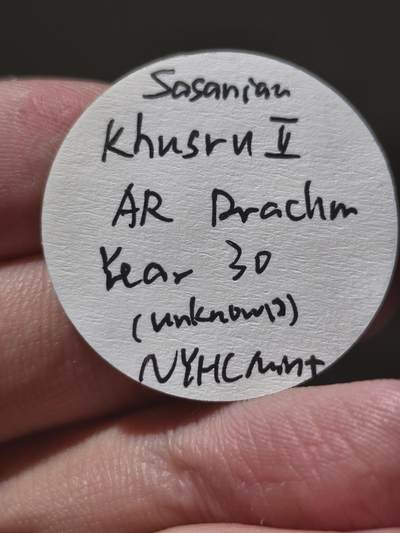 Sasanian
Khusru II
AR Drachm
Year 30
(unknown)
NYHC Mint